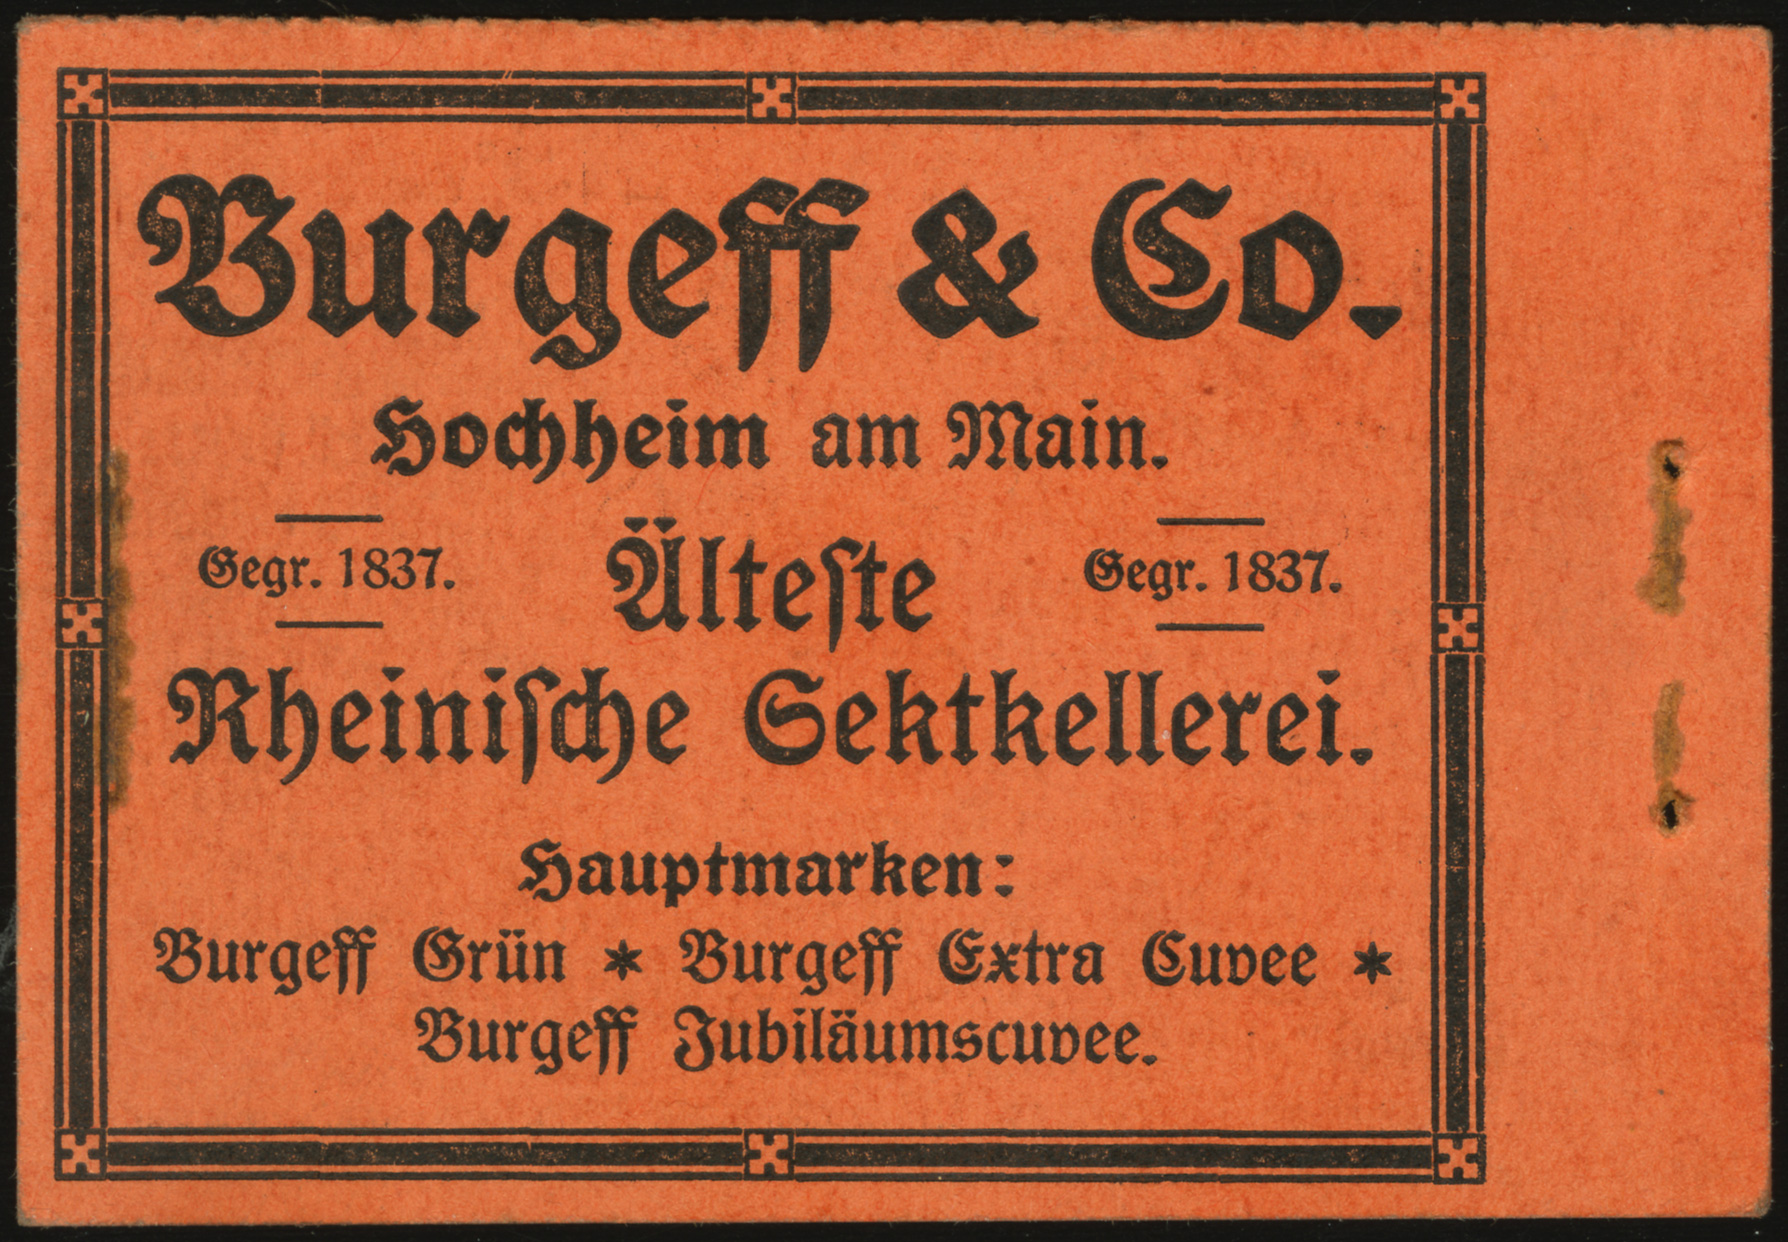 Burgeff & Co.
Hochheim am Main.
Gegr. 1837. Älteſte Gegr. 1837.
Rheiniſche Sektkellerei.
Hauptmarken:
Burgeff Grün * Burgeff Extra Cuvee *
Burgeff Jubiläumscuvee.